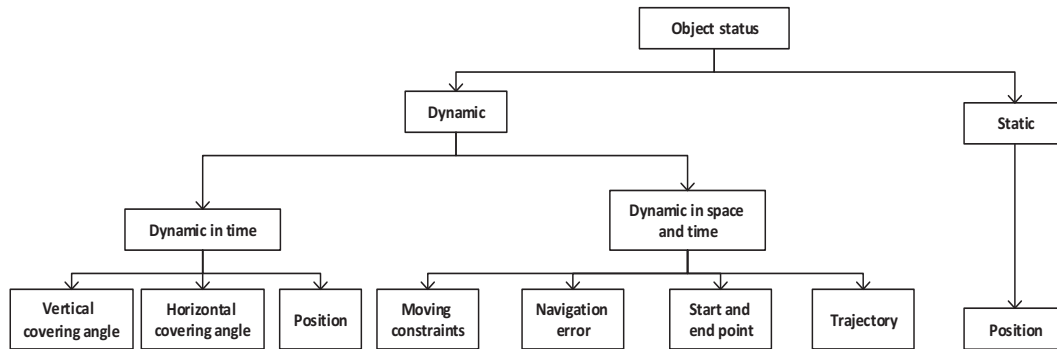 Object status
Dynamic
Static
Dynamic in time
Dynamic in space
and time
Vertical
covering angle
Horizontal
covering angle
Position
Moving
constraints
Navigation
error
Start and
end point
Trajectory
Position